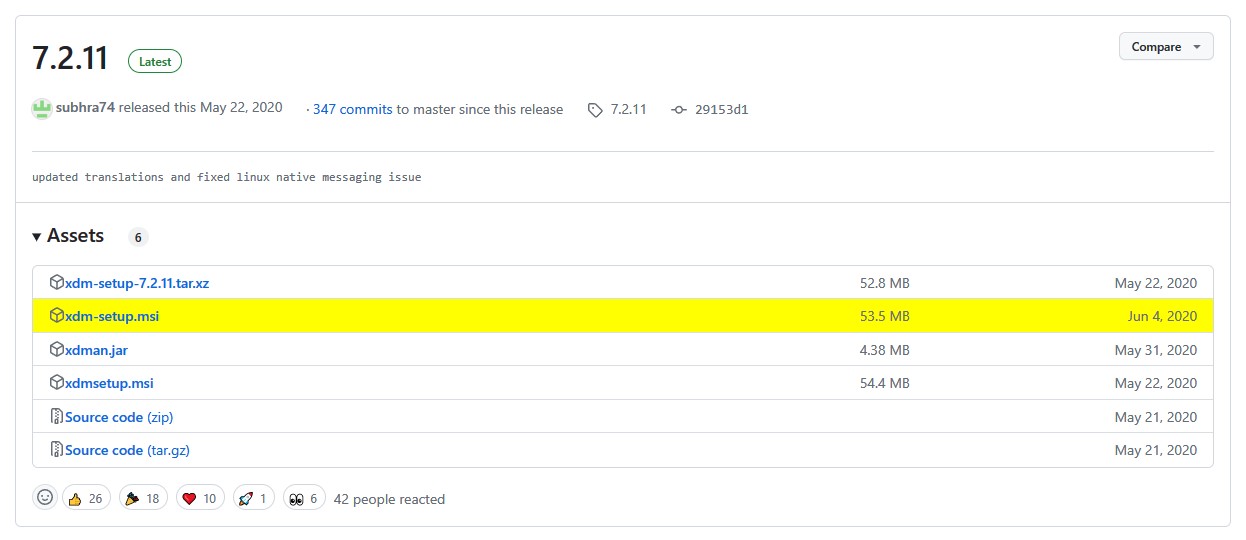 7.2.11 Latest Compare
subhra74 released this May 22, 2020 · 347 commits to master since this release 7.2.11 29153d1
updated translations and fixed linux native messaging issue
Assets 6
xdm-setup-7.2.11.tar.xz 52.8 MB May 22, 2020
xdm-setup.msi 53.5 MB Jun 4, 2020
xdman.jar 4.38 MB May 31, 2020
xdmsetup.msi 54.4 MB May 22, 2020
Source code (zip) May 21, 2020
Source code (tar.gz) May 21, 2020
26 18 10 1 6 42 people reacted